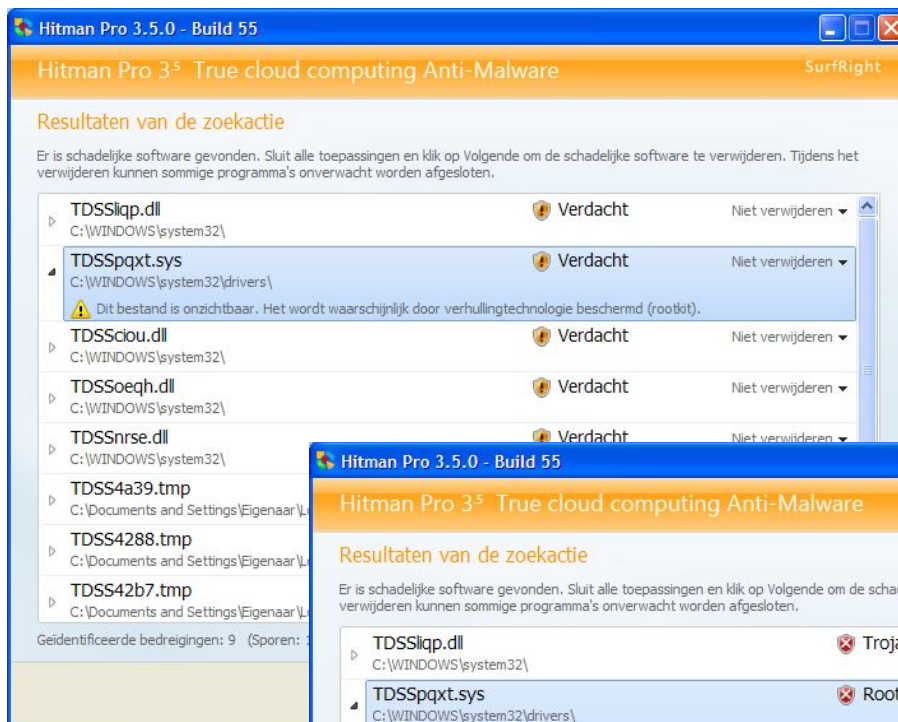 Hitman Pro 3.5.0 - Build 55
Hitman Pro 3⁵ True cloud computing Anti-Malware
SurfRight
Resultaten van de zoekactie
Er is schadelijke software gevonden. Sluit alle toepassingen en klik op Volgende om de schadelijke software te verwijderen. Tijdens het
verwijderen kunnen sommige programma's onverwacht worden afgesloten.
TDSSliqp.dll Verdacht Niet verwijderen
C:\WINDOWS\system32\
TDSSpqxt.sys Verdacht Niet verwijderen
C:\WINDOWS\system32\drivers\
Dit bestand is onzichtbaar. Het wordt waarschijnlijk door verhullingtechnologie beschermd (rootkit).
TDSSciou.dll Verdacht Niet verwijderen
C:\WINDOWS\system32\
TDSSoeqh.dll Verdacht Niet verwijderen
C:\WINDOWS\system32\
TDSSnrse.dll Verdacht Niet verwijderen
C:\WINDOWS\system32\
TDSS4a39.tmp
C:\Documents and Settings\Eigenaar\
TDSS4288.tmp
C:\Documents and Settings\Eigenaar\
TDSS42b7.tmp
C:\Documents and Settings\Eigenaar\
Geïdentificeerde bedreigingen: 9 (Sporen:
Hitman Pro 3.5.0 - Build 55
Hitman Pro 3⁵ True cloud computing Anti-Malware
Resultaten van de zoekactie
Er is schadelijke software gevonden. Sluit alle toepassingen en klik op Volgende om de scha
verwijderen kunnen sommige programma's onverwacht worden afgesloten.
TDSSliqp.dll Troja
C:\WINDOWS\system32\
TDSSpqxt.sys Root
C:\WINDOWS\system32\drivers\